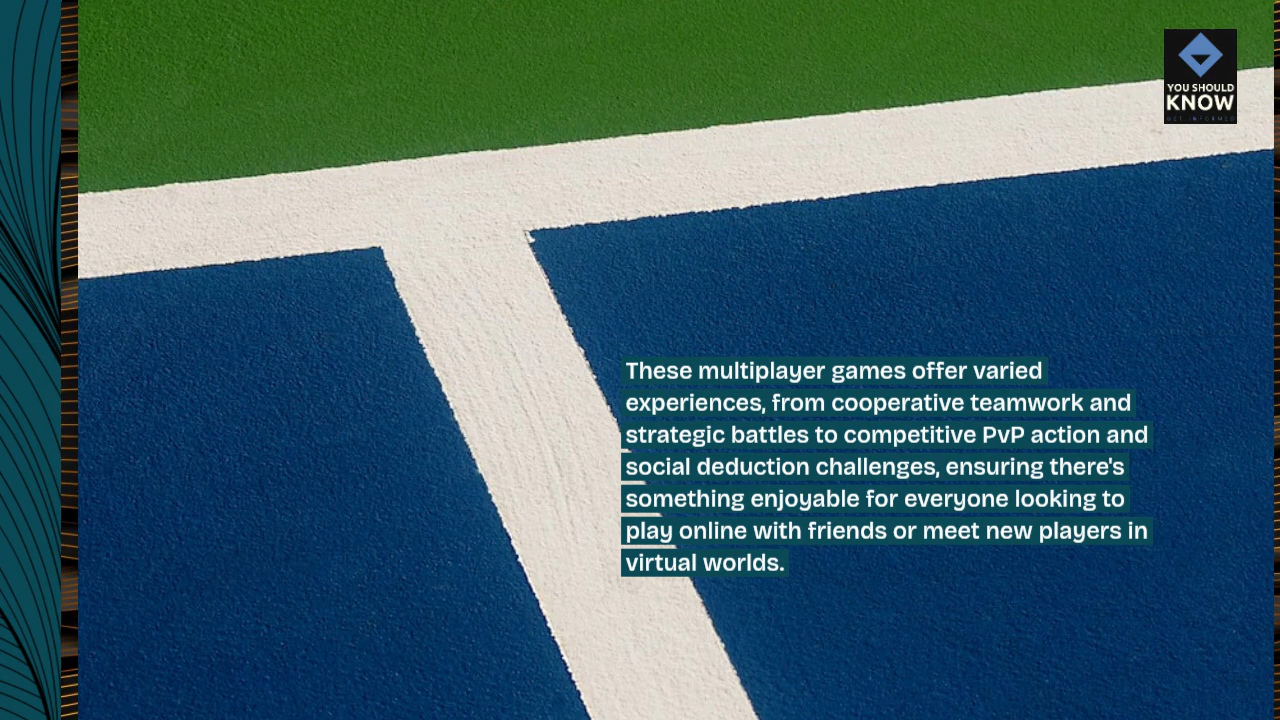 YOU SHOULD
KNOW
GET INFORMED
These multiplayer games offer varied
experiences, from cooperative teamwork and
strategic battles to competitive PvP action and
social deduction challenges, ensuring there's
something enjoyable for everyone looking to
play online with friends or meet new players in
virtual worlds.